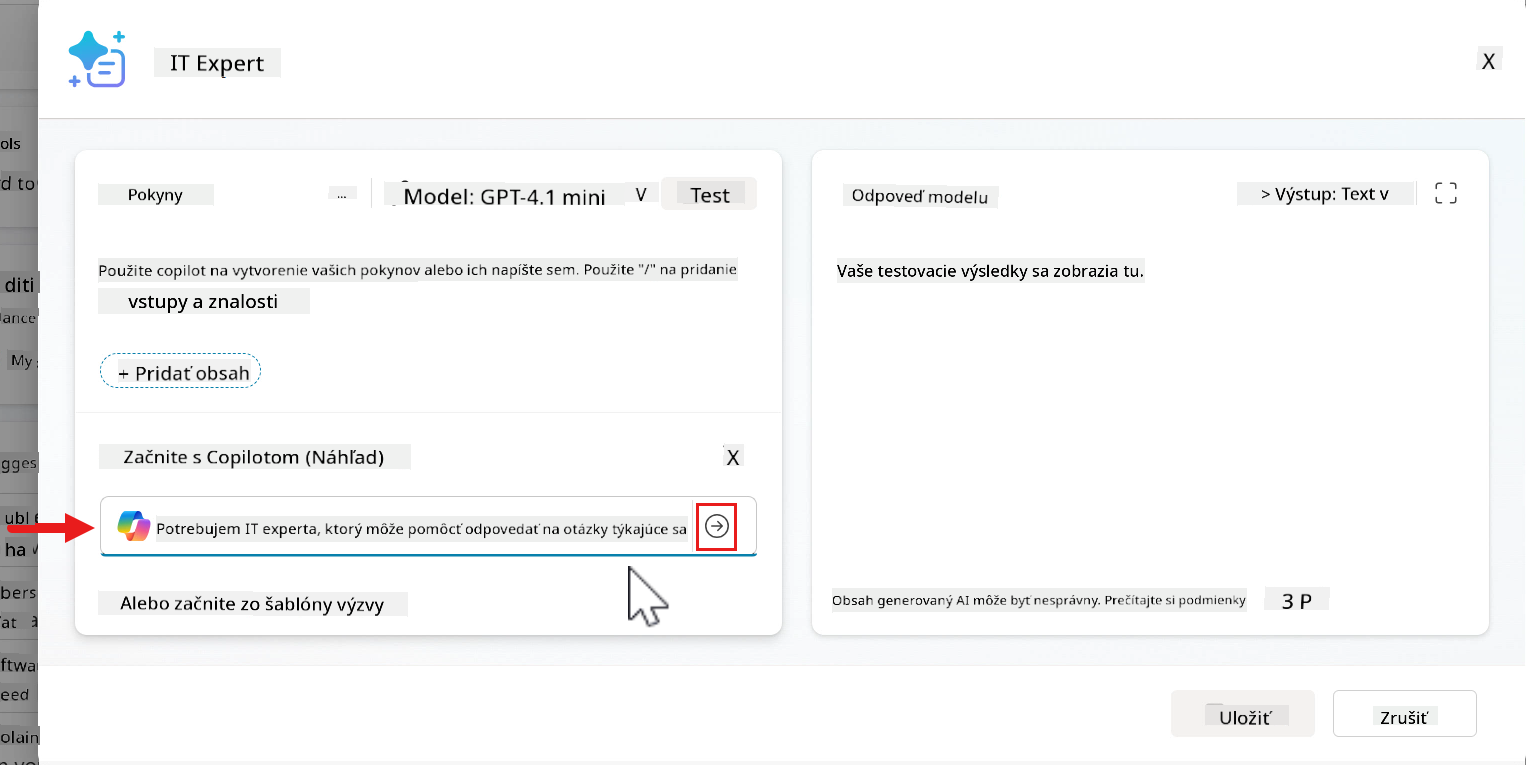 IT Expert
X
ols
d to
diti
My
gges
ubl
ha
bers
at
ftwa
eed
olain
Pokyny
...
Model: GPT-4.1 mini
V
Test
Použite copilot na vytvorenie vašich pokynov alebo ich napíšte sem. Použite "/" na pridanie
vstupy a znalosti
+ Pridať obsah
Začnite s Copilotom (Náhľad)
X
Potrebujem IT experta, ktorý môže pomôcť odpovedať na otázky týkajúce sa
Alebo začnite zo šablóny výzvy
Odpoveď modelu
> Výstup: Text v
Vaše testovacie výsledky sa zobrazia tu.
Obsah generovaný AI môže byť nesprávny. Prečítajte si podmienky
3 P
Uložiť
Zrušiť